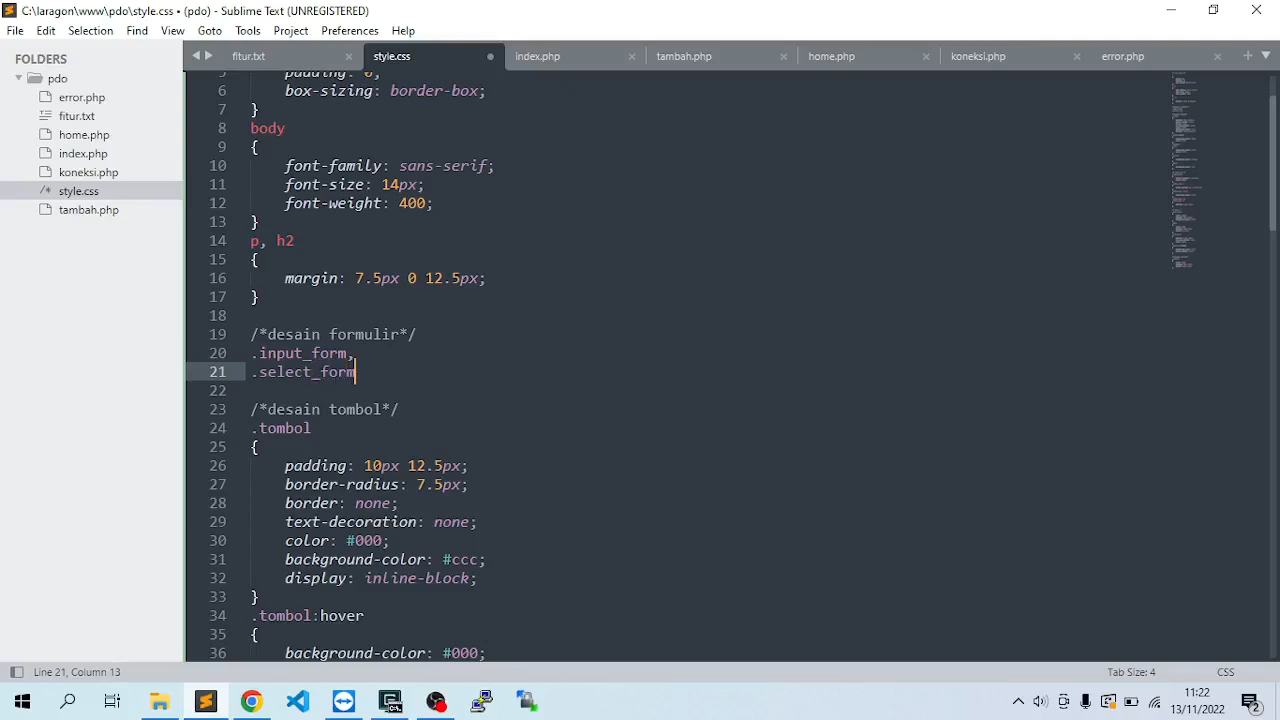 C:\laragon\www\pdo\style.css • (pdo) - Sublime Text (UNREGISTERED)
File Edit Selection Find View Goto Tools Project Preferences Help
FOLDERS
pdo
error.php
fitur.txt
home.php
index.php
koneksi.php
style.css
tambah.php
fitur.txt style.css index.php tambah.php home.php koneksi.php error.php
5 padding: 0;
6 box-sizing: border-box;
7 }
8 body
9 {
10 font-family: sans-serif;
11 font-size: 14px;
12 font-weight: 400;
13 }
14 p, h2
15 {
16 margin: 7.5px 0 12.5px;
17 }
18
19 /*desain formulir*/
20 .input_form,
21 .select_form
22
23 /*desain tombol*/
24 .tombol
25 {
26 padding: 10px 12.5px;
27 border-radius: 7.5px;
28 border: none;
29 text-decoration: none;
30 color: #000;
31 background-color: #ccc;
32 display: inline-block;
33 }
34 .tombol:hover
35 {
36 background-color: #000;
Line 21, Column 13 Tab Size: 4 CSS
11:22
13/11/2022
2